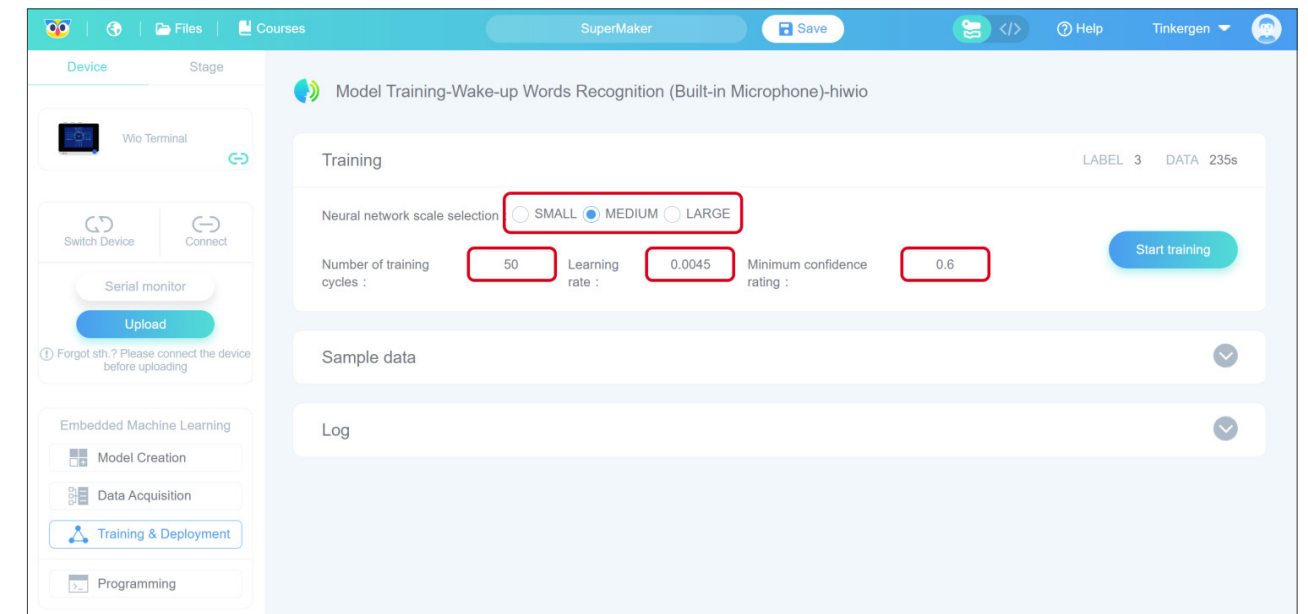 Files
Courses
SuperMaker
Save
</>
Help
Tinkergen
Device
Stage
Wio Terminal
Switch Device
Connect
Serial monitor
Upload
Forgot sth.? Please connect the device
before uploading
Embedded Machine Learning
Model Creation
Data Acquisition
Training & Deployment
Programming
Model Training-Wake-up Words Recognition (Built-in Microphone)-hiwio
Training
LABEL 3 DATA 235s
Neural network scale selection
SMALL MEDIUM LARGE
Number of training
cycles :
50
Learning
rate :
0.0045
Minimum confidence
rating :
0.6
Start training
Sample data
Log